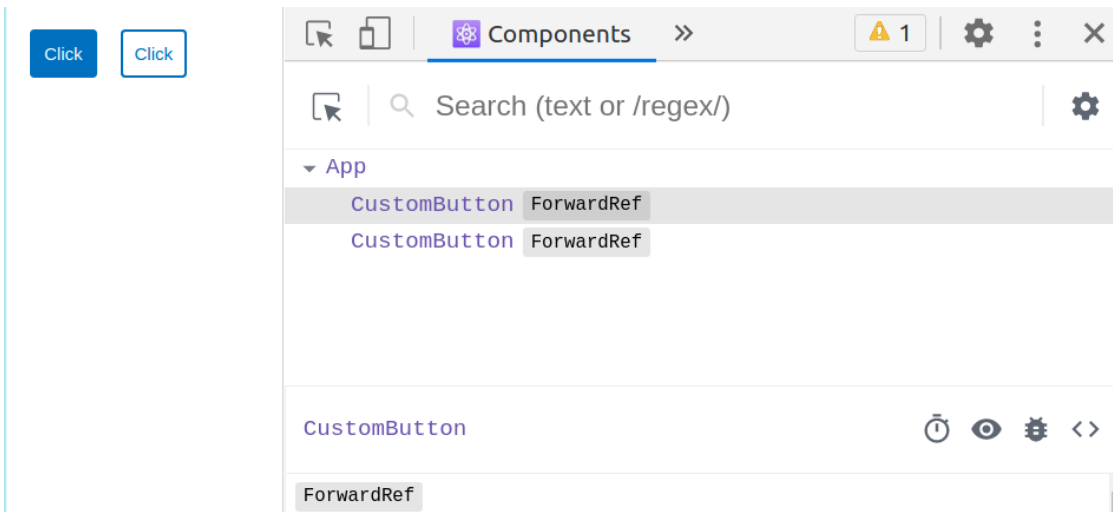 Click Click
Components 1
Search (text or /regex/)
App
CustomButton ForwardRef
CustomButton ForwardRef
CustomButton
ForwardRef